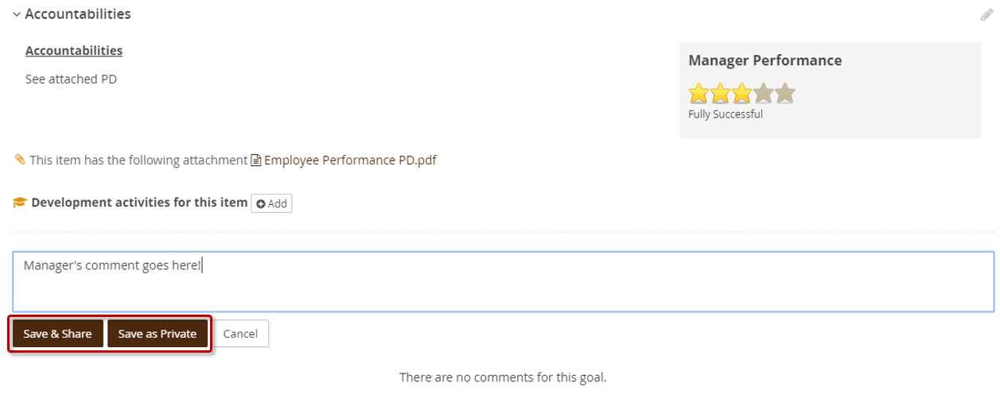 Accountabilities
Accountabilities
See attached PD
Manager Performance
Fully Successful
This item has the following attachment Employee Performance PD.pdf
Development activities for this item Add
Manager's comment goes here!
Save & Share Save as Private Cancel
There are no comments for this goal.